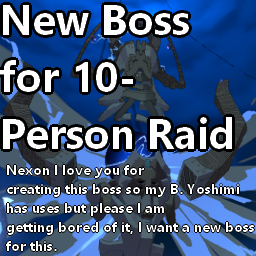 New Boss
for 10-
Person Raid
Nexon I love you for
creating this boss so my B. Yoshimi
has uses but please I am
getting bored of it, I want a new boss
for this.